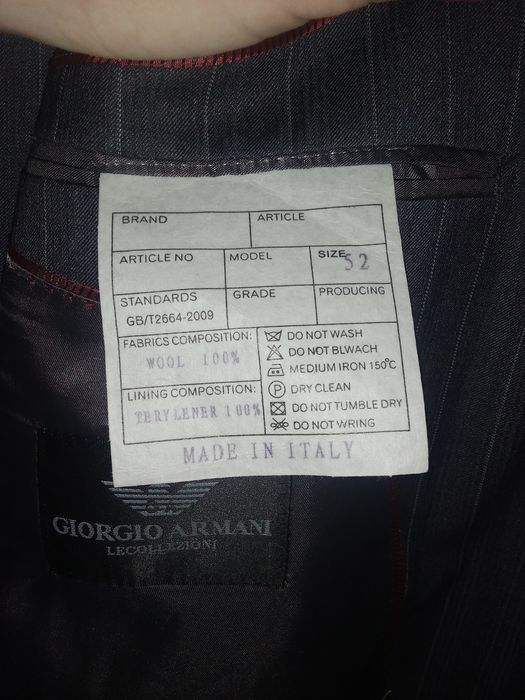 BRAND ARTICLE
ARTICLE NO MODEL SIZE 52
STANDARDS GRADE PRODUCING
GB/T2664-2009
FABRICS COMPOSITION: DO NOT WASH
WOOL 100% DO NOT BLWACH
MEDIUM IRON 150°C
LINING COMPOSITION: P DRY CLEAN
TERYLENER 100% DO NOT TUMBLE DRY
DO NOT WRING
MADE IN ITALY
GIORGIO ARMANI
LECOLLEZIONI